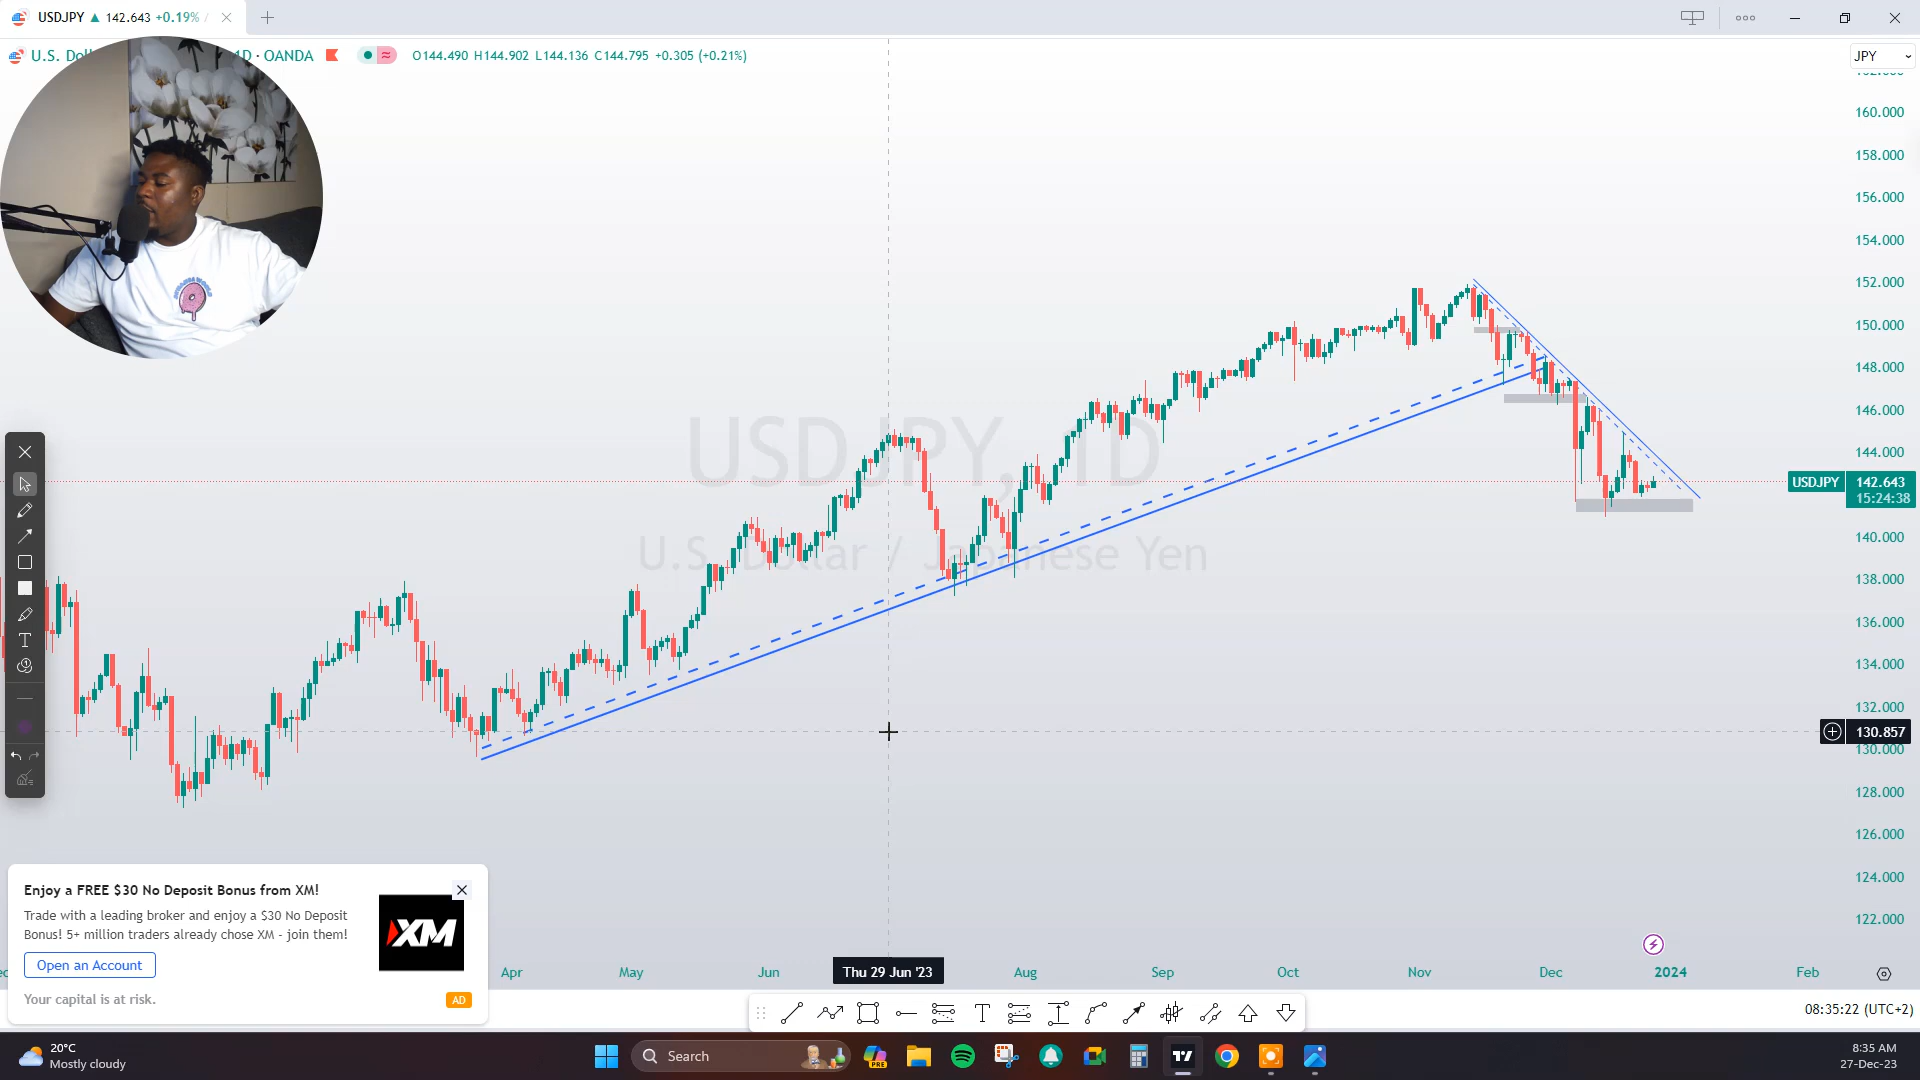 USDJPY ▲ 142.643 +0.19% /
U.S. Dol
1D · OANDA
O144.490 H144.902 L144.136 C144.795 +0.305 (+0.21%)
JPY
160.000
158.000
156.000
154.000
152.000
150.000
148.000
146.000
144.000
USDJPY 142.643
15:24:38
140.000
138.000
136.000
134.000
132.000
130.857
130.000
128.000
126.000
124.000
122.000
USDJPY, 1D
U.S. Dollar / Japanese Yen
Enjoy a FREE $30 No Deposit Bonus from XM!
Trade with a leading broker and enjoy a $30 No Deposit
Bonus! 5+ million traders already chose XM - join them!
Open an Account
Your capital is at risk.
AD
XM
Apr May Jun Thu 29 Jun '23 Aug Sep Oct Nov Dec 2024 Feb
08:35:22 (UTC+2)
20°C
Mostly cloudy
Search
PRE
8:35 AM
27-Dec-23